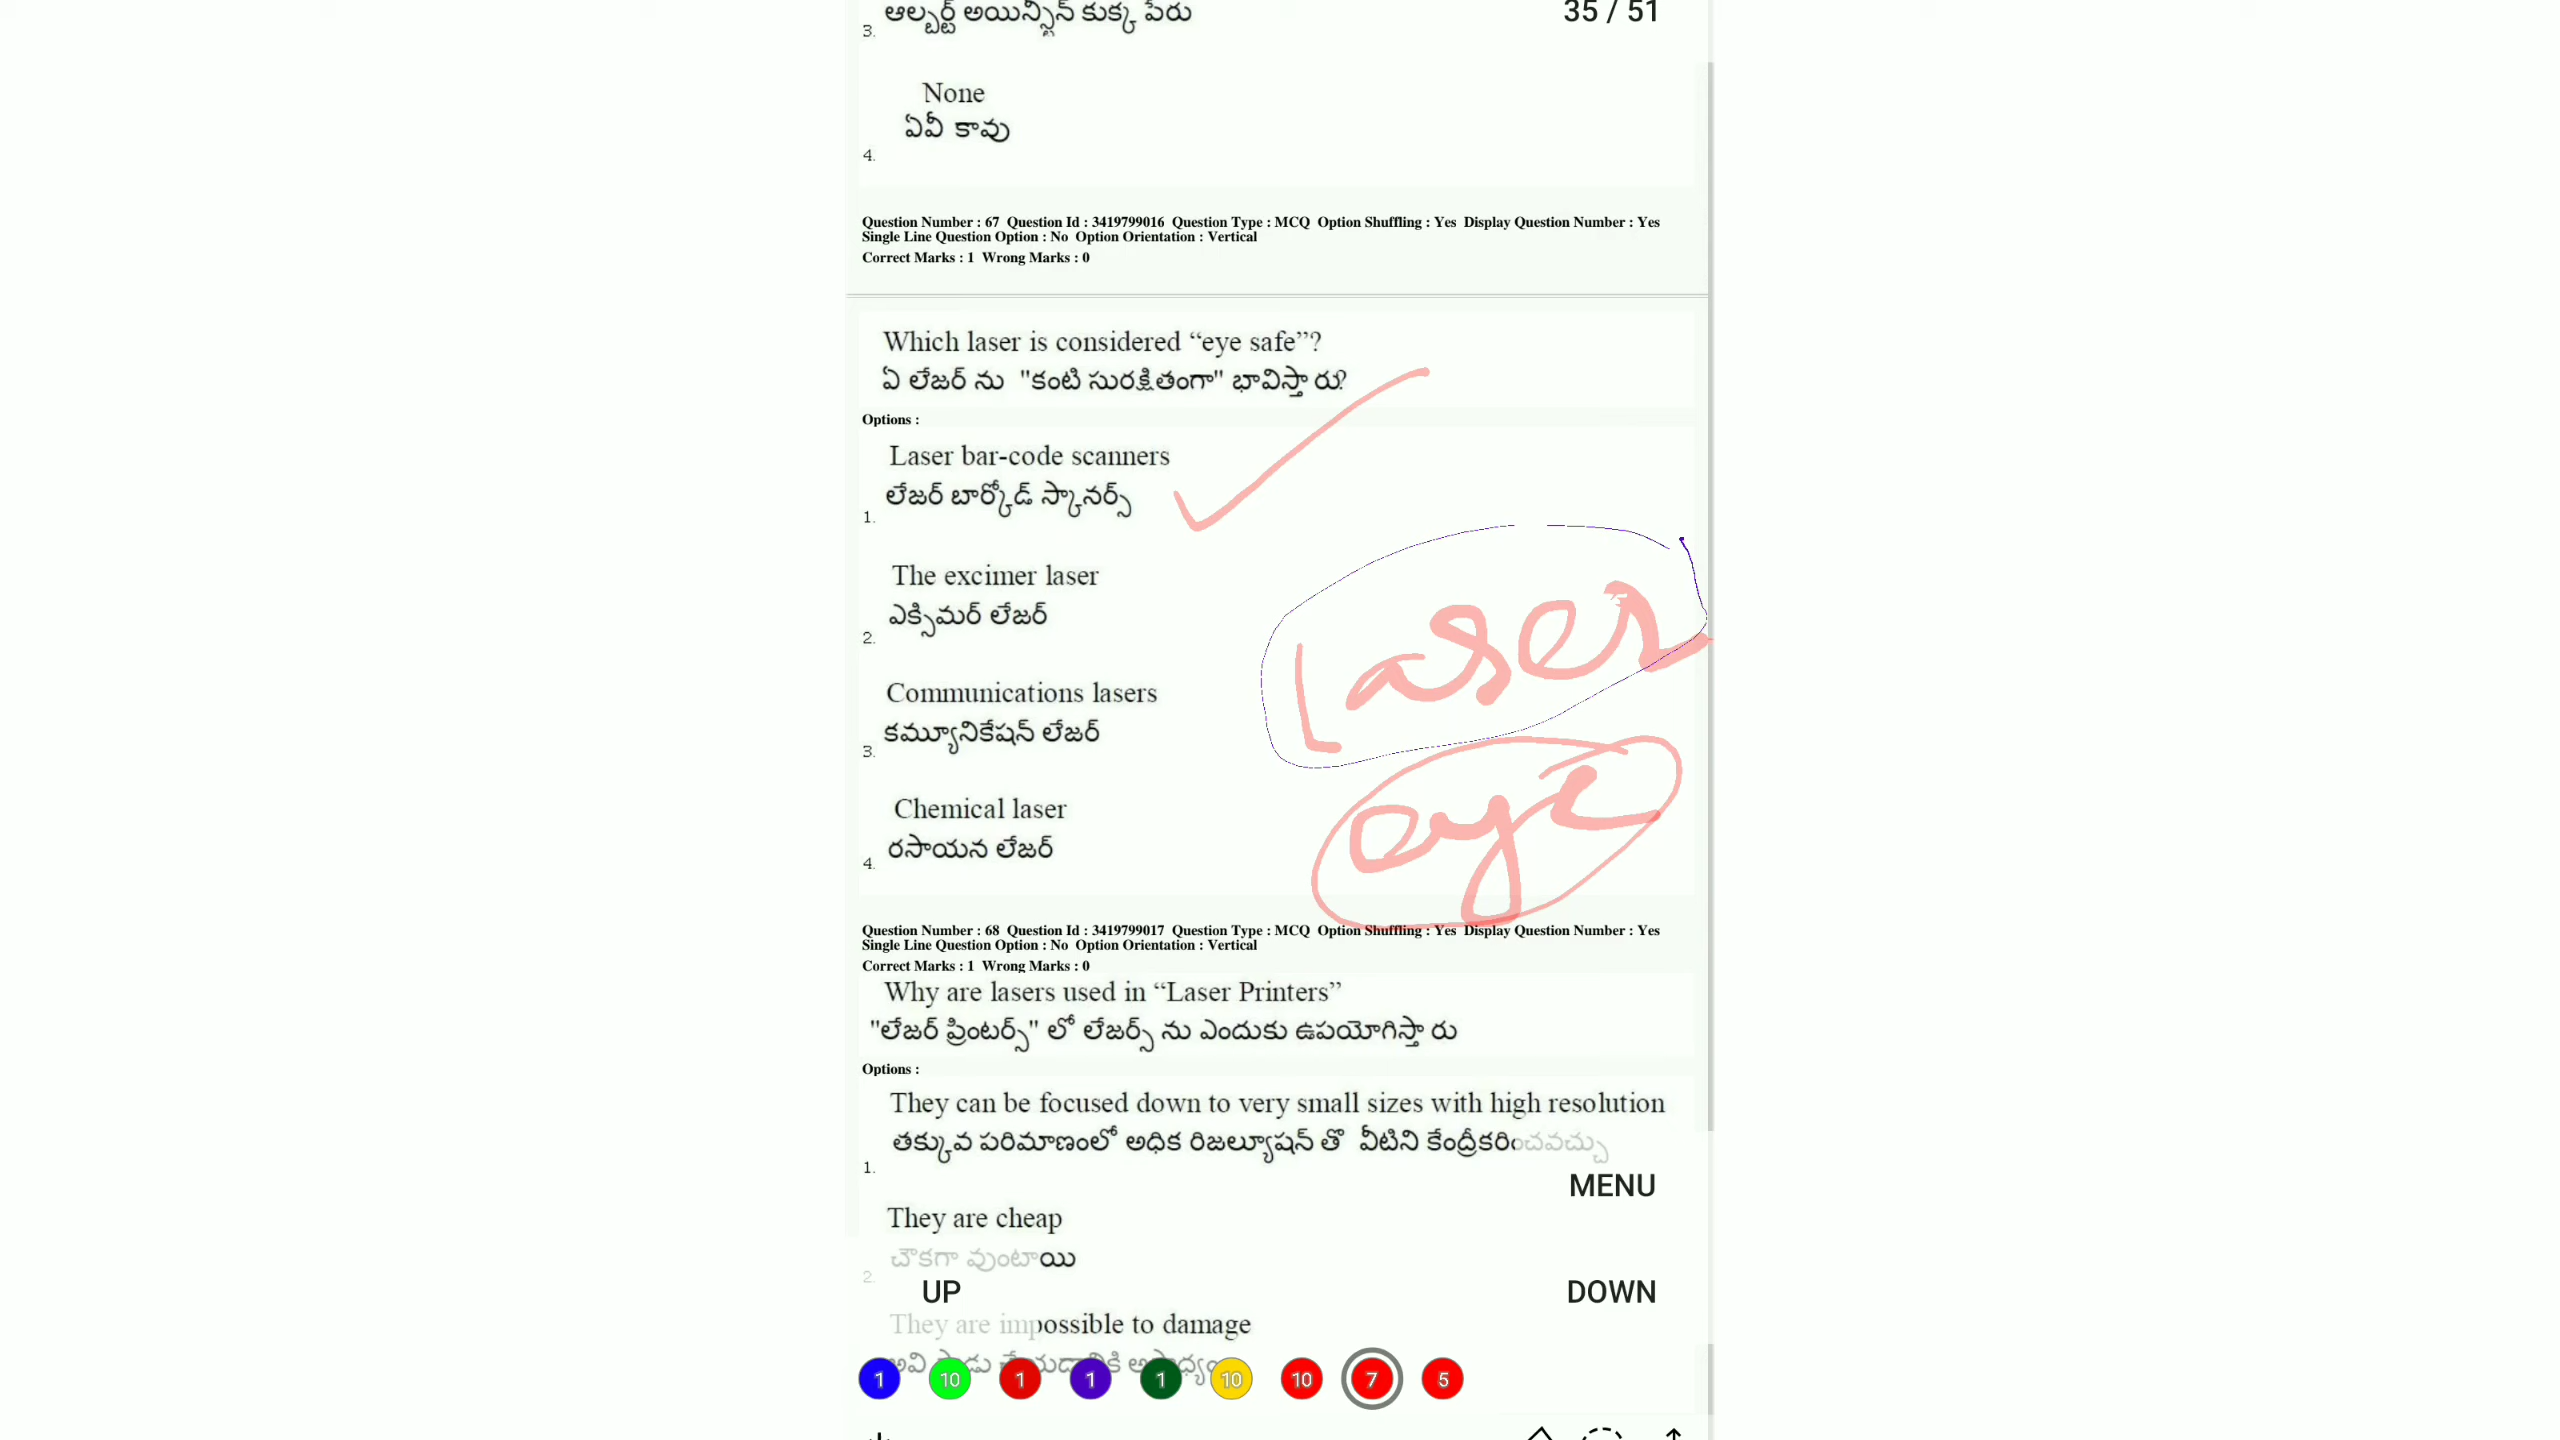 3. ఆల్బర్ట్ అయిన్స్టీన్ కుక్క పేరు
35 / 51
None
ఏవీ కావు
4.
Question Number : 67 Question Id : 3419799016 Question Type : MCQ Option Shuffling : Yes Display Question Number : Yes
Single Line Question Option : No Option Orientation : Vertical
Correct Marks : 1 Wrong Marks : 0
Which laser is considered “eye safe”?
ఏ లేజర్ ను "కంటి సురక్షితంగా" భావిస్తారు?
Options :
Laser bar-code scanners
లేజర్ బార్కోడ్ స్కానర్స్
1.
The excimer laser
ఎక్సిమర్ లేజర్
2.
Communications lasers
కమ్యూనికేషన్ లేజర్
3.
Chemical laser
రసాయన లేజర్
4.
Laser
eye
Question Number : 68 Question Id : 3419799017 Question Type : MCQ Option Shuffling : Yes Display Question Number : Yes
Single Line Question Option : No Option Orientation : Vertical
Correct Marks : 1 Wrong Marks : 0
Why are lasers used in “Laser Printers”
"లేజర్ ప్రింటర్స్" లో లేజర్స్ ను ఎందుకు ఉపయోగిస్తారు
Options :
They can be focused down to very small sizes with high resolution
తక్కువ పరిమాణంలో అధిక రిజల్యూషన్ తో వీటిని కేంద్రీకరించవచ్చు
1.
MENU
They are cheap
చౌకగా వుంటాయి
2.
UP
DOWN
They are impossible to damage
అవి పాడు చేయడానికి అసాధ్యం
1 10 1 1 1 10 10 7 5